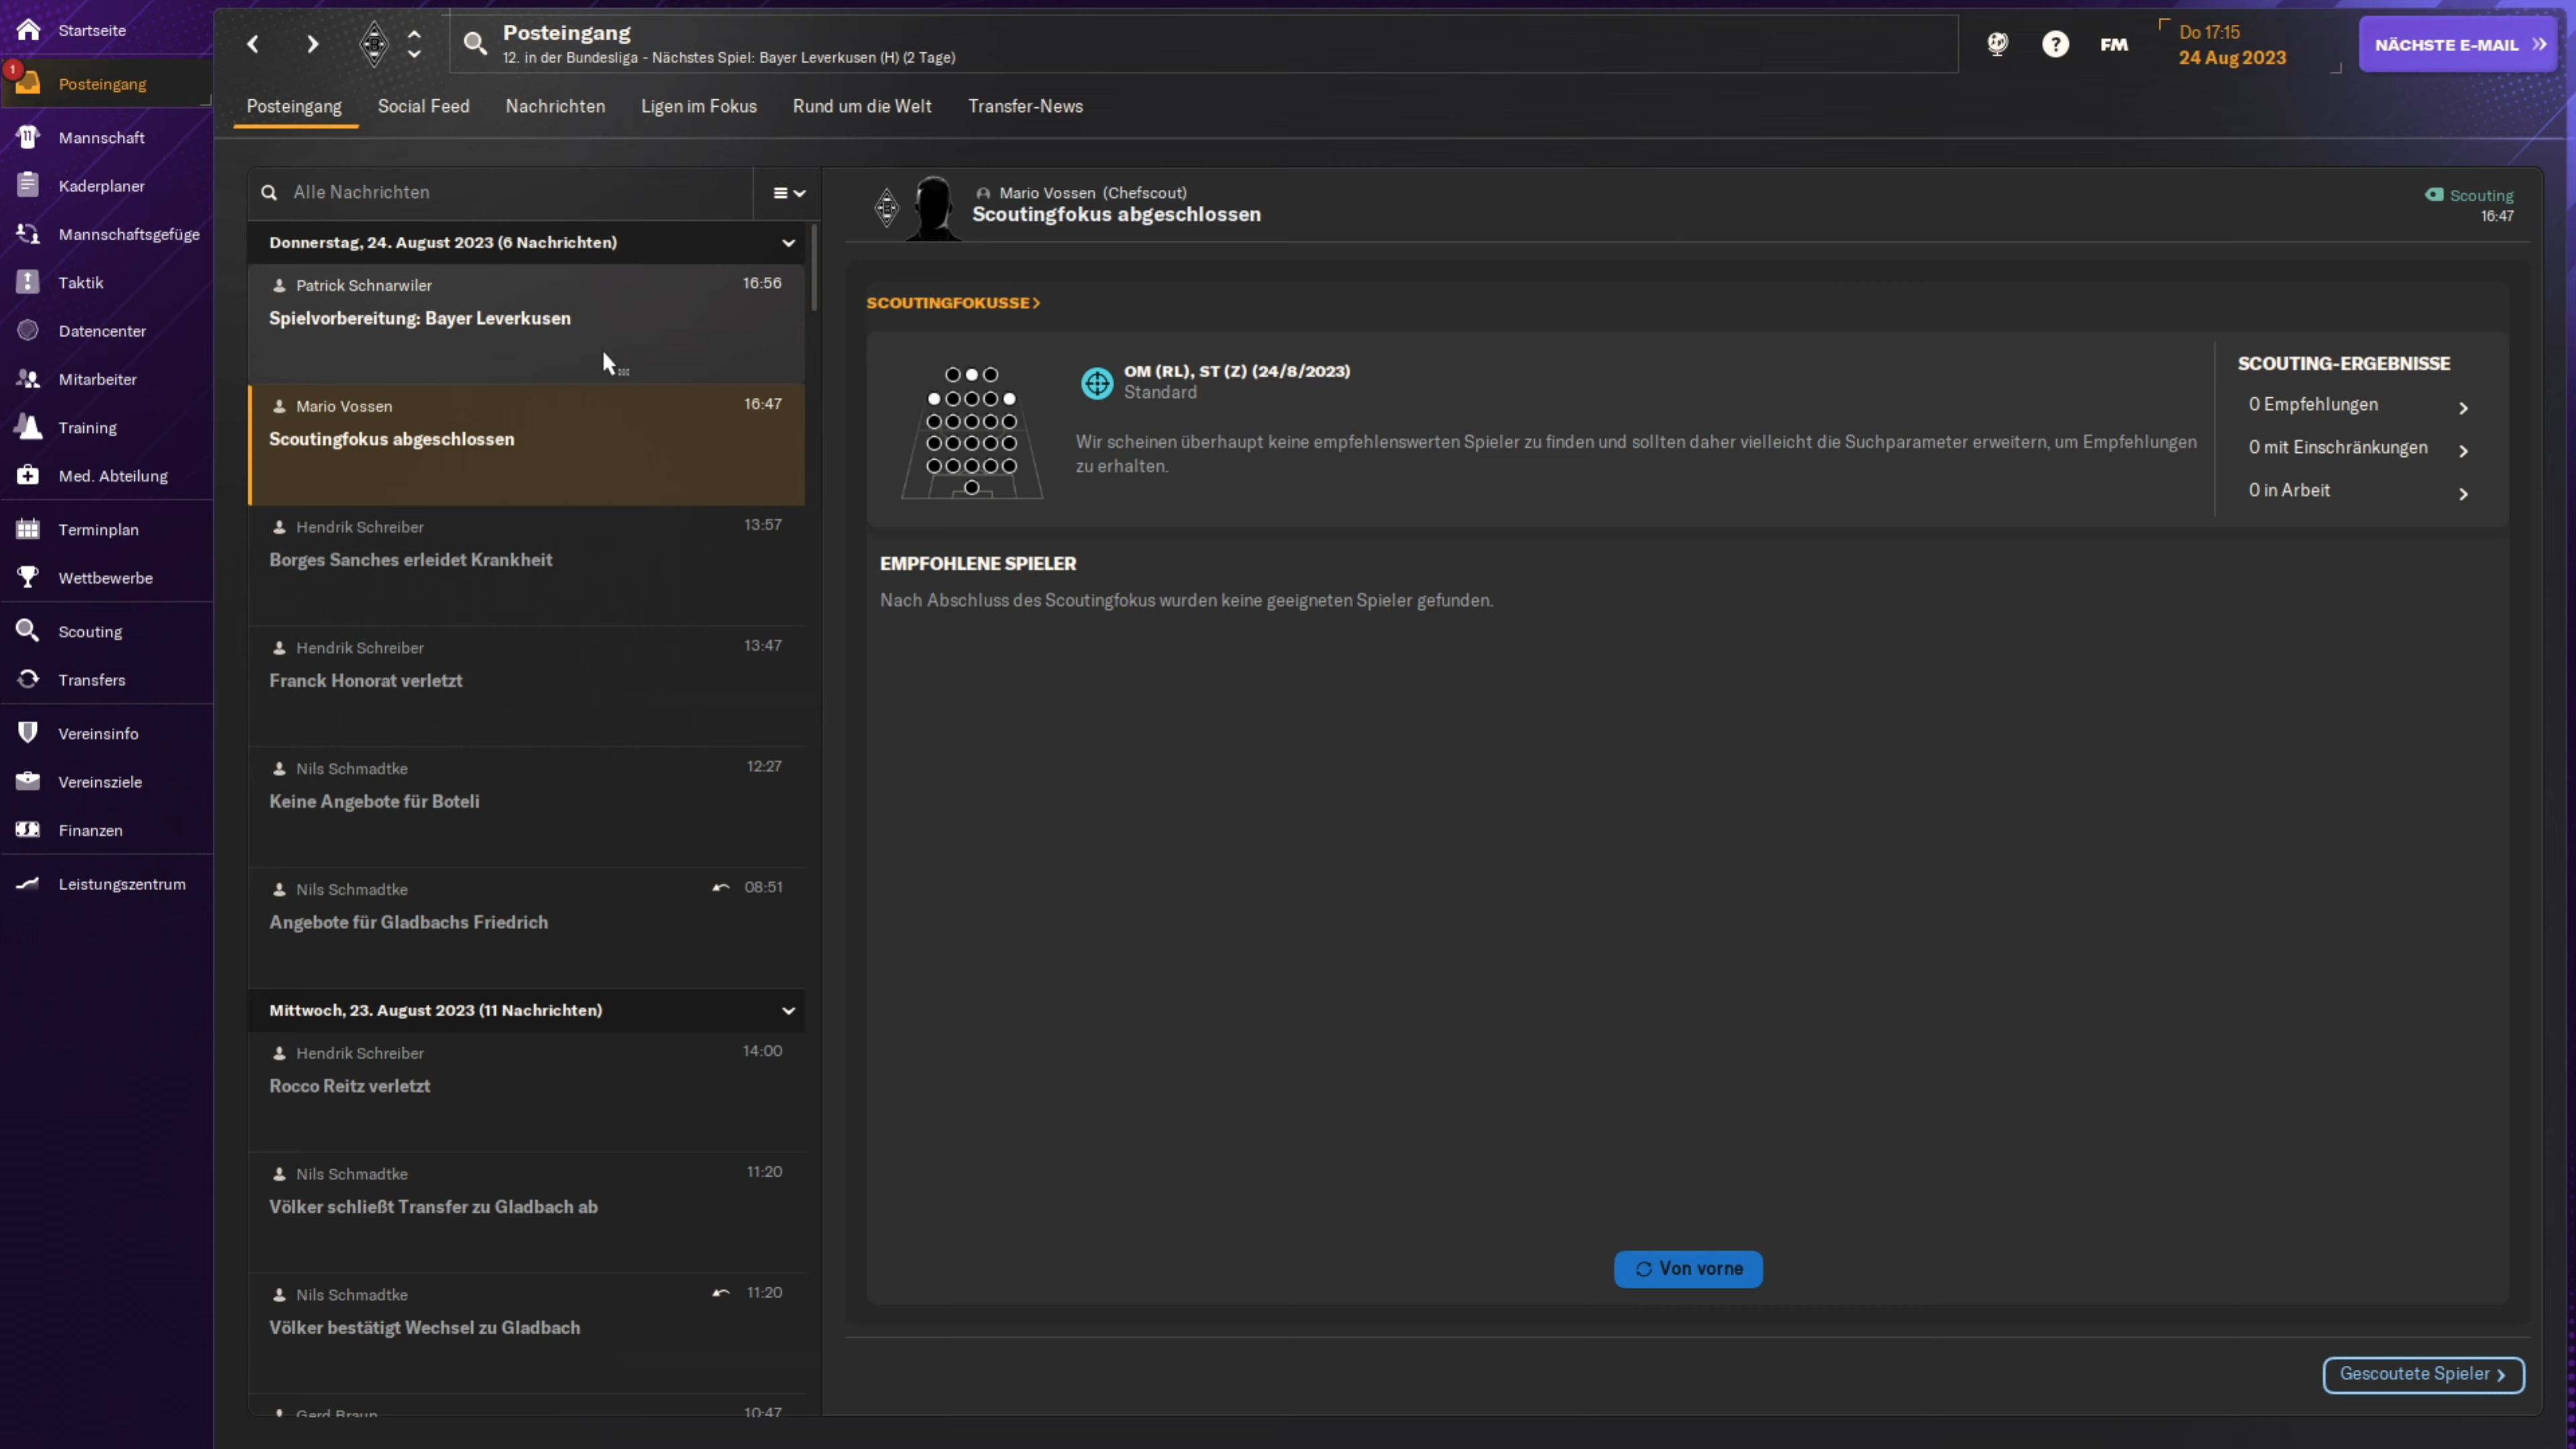 Startseite
1
Posteingang
Mannschaft
Kaderplaner
Mannschaftsgefüge
Taktik
Datencenter
Mitarbeiter
Training
Med. Abteilung
Terminplan
Wettbewerbe
Scouting
Transfers
Vereinsinfo
Vereinsziele
Finanzen
Leistungszentrum
Posteingang
12. in der Bundesliga - Nächstes Spiel: Bayer Leverkusen (H) (2 Tage)
? FM
Do 17:15
24 Aug 2023
NÄCHSTE E-MAIL
Posteingang Social Feed Nachrichten Ligen im Fokus Rund um die Welt Transfer-News
Alle Nachrichten
Donnerstag, 24. August 2023 (6 Nachrichten)
Patrick Schnarwiler 16:56
Spielvorbereitung: Bayer Leverkusen
Mario Vossen 16:47
Scoutingfokus abgeschlossen
Hendrik Schreiber 13:57
Borges Sanches erleidet Krankheit
Hendrik Schreiber 13:47
Franck Honorat verletzt
Nils Schmadtke 12:27
Keine Angebote für Boteli
Nils Schmadtke 08:51
Angebote für Gladbachs Friedrich
Mittwoch, 23. August 2023 (11 Nachrichten)
Hendrik Schreiber 14:00
Rocco Reitz verletzt
Nils Schmadtke 11:20
Völker schließt Transfer zu Gladbach ab
Nils Schmadtke 11:20
Völker bestätigt Wechsel zu Gladbach
Gerd Braun 10:47
Mario Vossen (Chefscout)
Scoutingfokus abgeschlossen
Scouting
16:47
SCOUTINGFOKUSSE
OM (RL), ST (Z) (24/8/2023)
Standard
Wir scheinen überhaupt keine empfehlenswerten Spieler zu finden und sollten daher vielleicht die Suchparameter erweitern, um Empfehlungen
zu erhalten.
SCOUTING-ERGEBNISSE
0 Empfehlungen
0 mit Einschränkungen
0 in Arbeit
EMPFOHLENE SPIELER
Nach Abschluss des Scoutingfokus wurden keine geeigneten Spieler gefunden.
Von vorne
Gescoutete Spieler